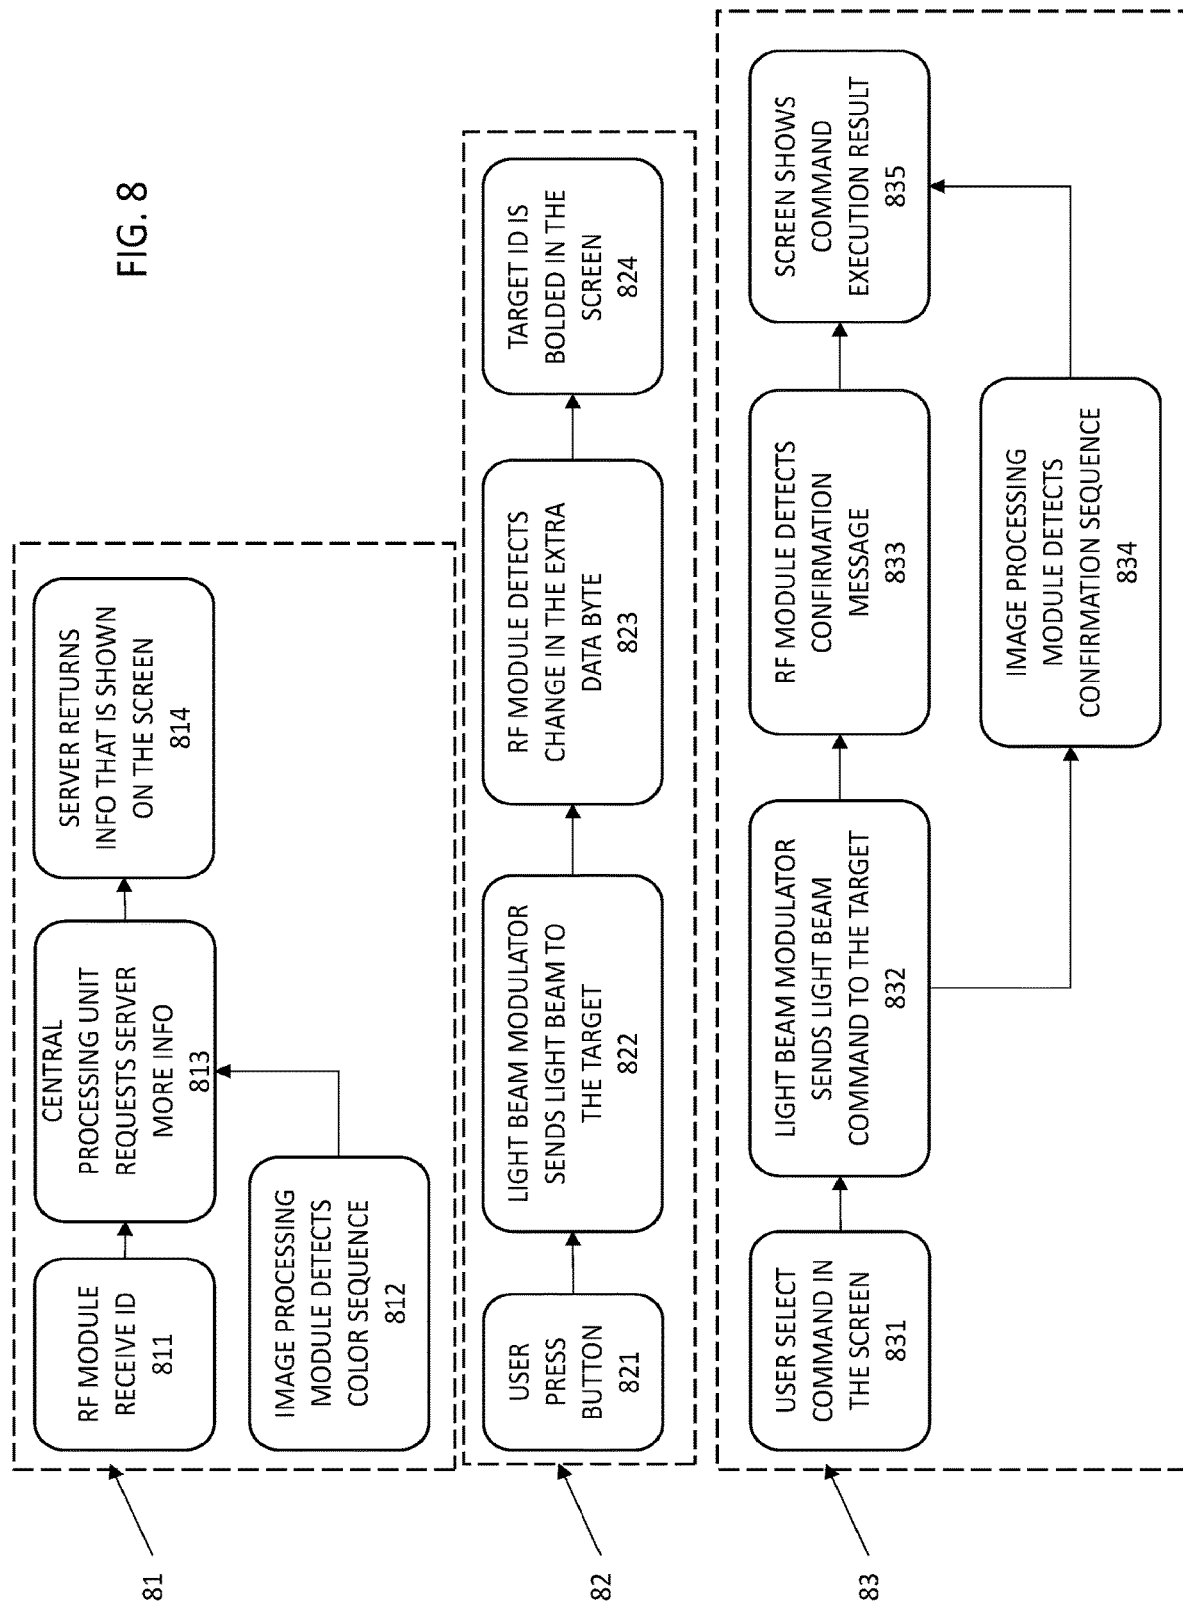 FIG. 8
81
RF MODULE
RECEIVE ID
811
IMAGE PROCESSING
MODULE DETECTS
COLOR SEQUENCE
812
CENTRAL
PROCESSING UNIT
REQUESTS SERVER
MORE INFO
813
SERVER RETURNS
INFO THAT IS SHOWN
ON THE SCREEN
814
82
USER
PRESS
BUTTON
821
LIGHT BEAM MODULATOR
SENDS LIGHT BEAM TO
THE TARGET
822
RF MODULE DETECTS
CHANGE IN THE EXTRA
DATA BYTE
823
TARGET ID IS
BOLDED IN THE
SCREEN
824
83
USER SELECT
COMMAND IN
THE SCREEN
831
LIGHT BEAM MODULATOR
SENDS LIGHT BEAM
COMMAND TO THE TARGET
832
RF MODULE DETECTS
CONFIRMATION
MESSAGE
833
IMAGE PROCESSING
MODULE DETECTS
CONFIRMATION SEQUENCE
834
SCREEN SHOWS
COMMAND
EXECUTION RESULT
835